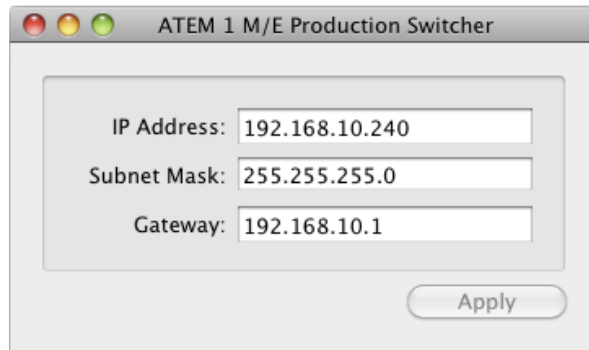 ATEM 1 M/E Production Switcher
IP Address: 192.168.10.240
Subnet Mask: 255.255.255.0
Gateway: 192.168.10.1
Apply